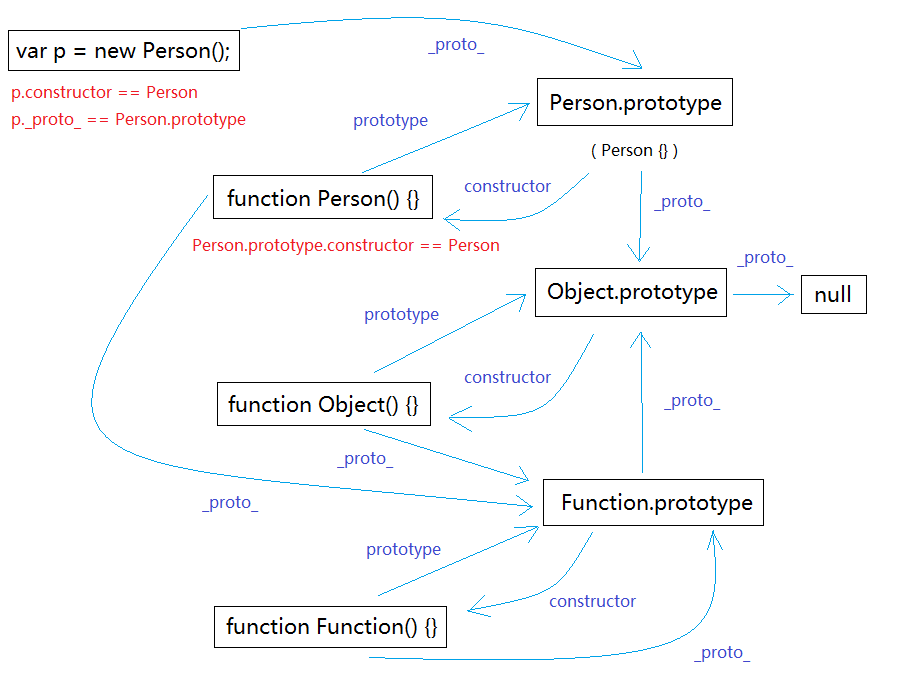 var p = new Person();
_proto_
p.constructor == Person
p._proto_ == Person.prototype
Person.prototype
prototype
( Person {} )
function Person() {}
constructor
_proto_
Person.prototype.constructor == Person
_proto_
Object.prototype
null
prototype
constructor
function Object() {}
_proto_
_proto_
_proto_
Function.prototype
prototype
constructor
function Function() {}
_proto_